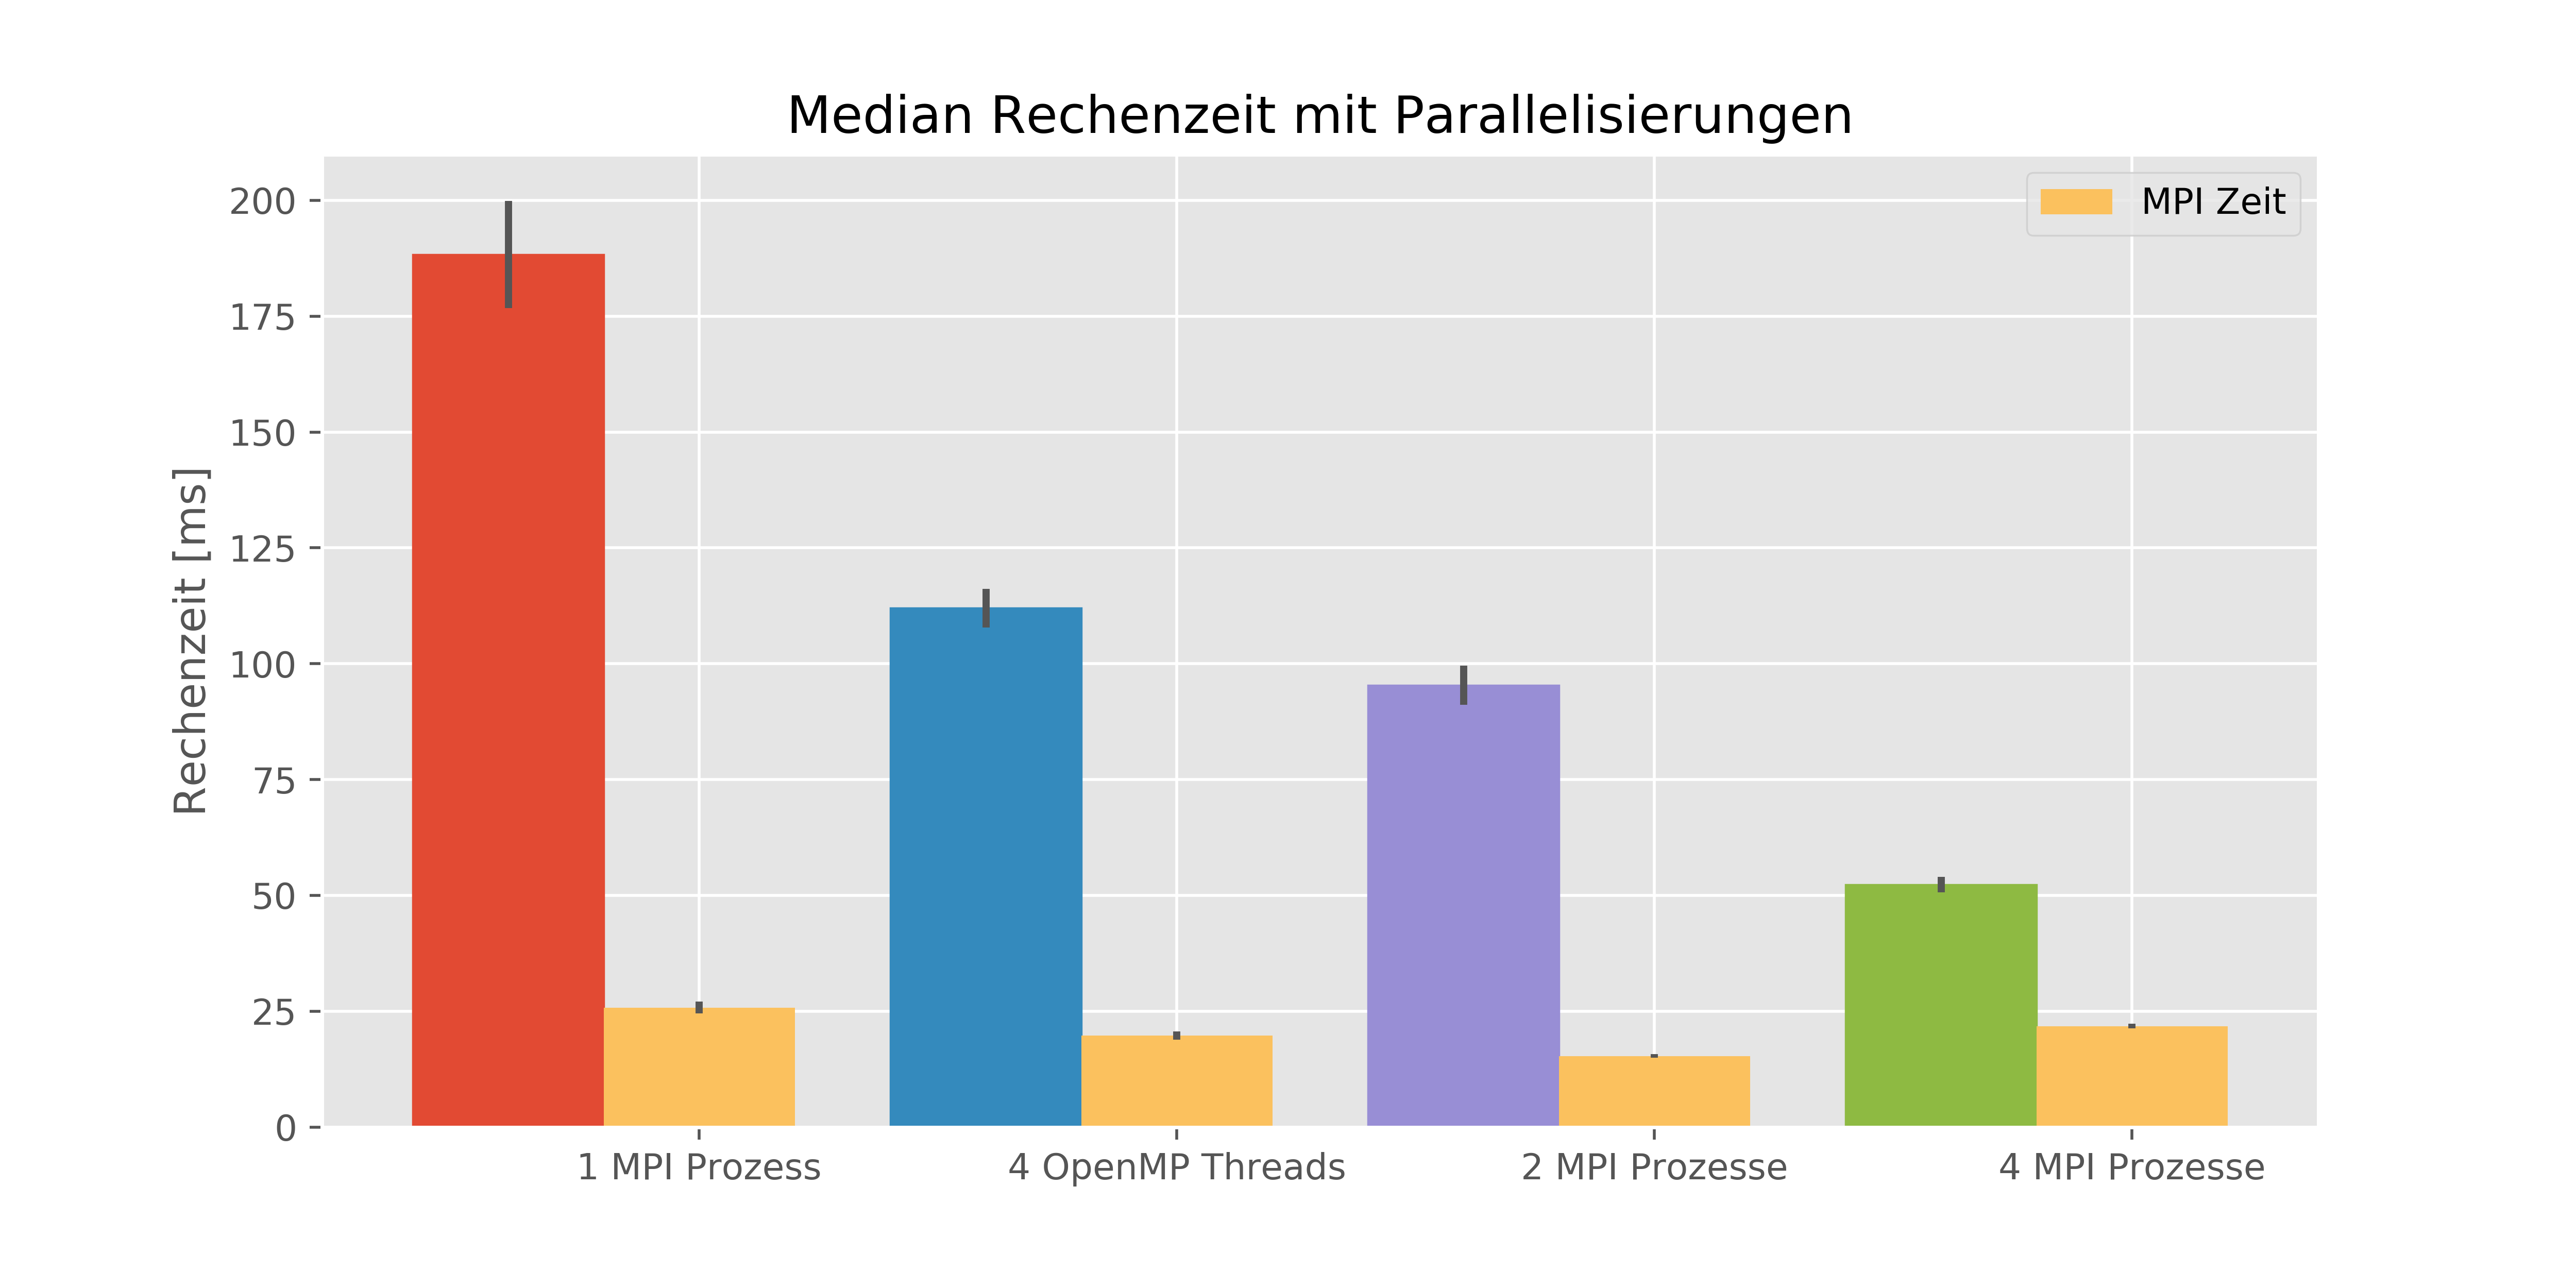 Median Rechenzeit mit Parallelisierungen
MPI Zeit
Rechenzeit [ms]
200
175
150
125
100
75
50
25
0
1 MPI Prozess
4 OpenMP Threads
2 MPI Prozesse
4 MPI Prozesse